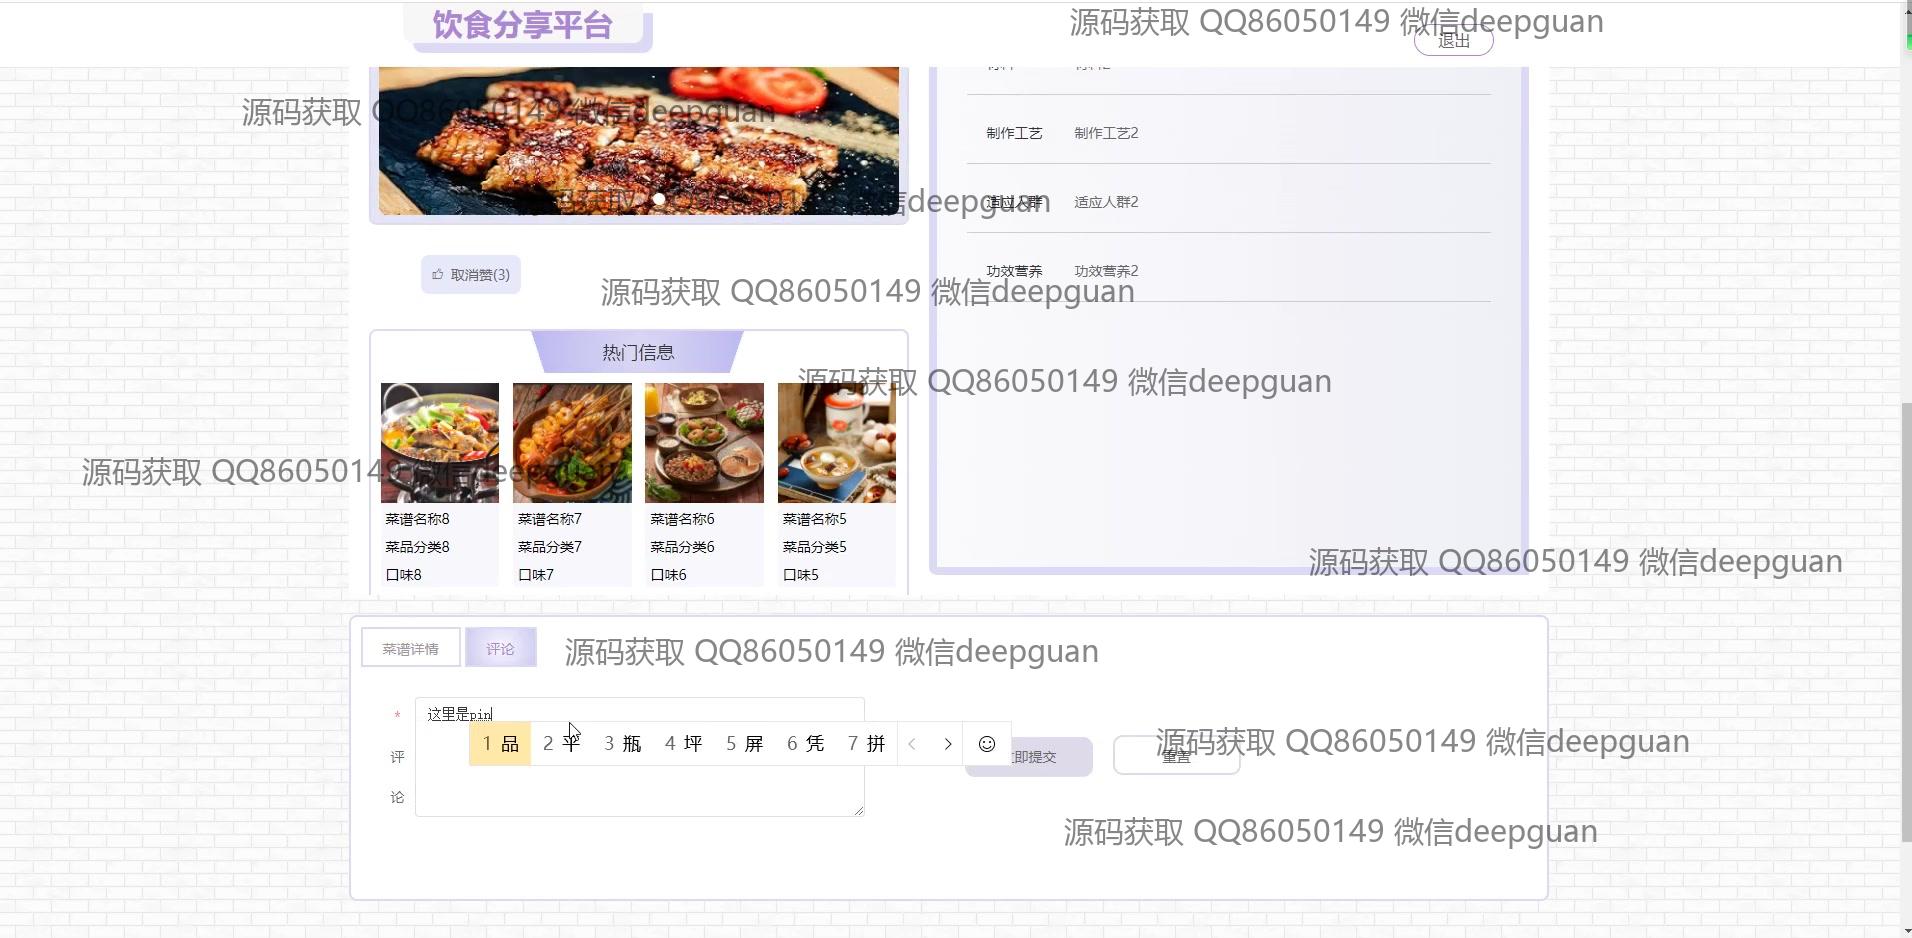 饮食分享平台
源码获取 QQ86050149 微信deepguan
退出
源码获取 QQ86050149 微信deepguan
制作工艺 制作工艺2
源码获取 QQ86050149 微信deepguan
适应人群 适应人群2
功效营养 功效营养2
取消赞(3)
源码获取 QQ86050149 微信deepguan
热门信息
源码获取 QQ86050149 微信deepguan
源码获取 QQ86050149 微信deepguan
菜谱名称8 菜谱名称7 菜谱名称6 菜谱名称5
菜品分类8 菜品分类7 菜品分类6 菜品分类5
口味8 口味7 口味6 口味5
源码获取 QQ86050149 微信deepguan
菜谱详情 评论
源码获取 QQ86050149 微信deepguan
* 评论
这里是pin
1 品 2 平 3 瓶 4 坪 5 屏 6 凭 7 拼
立即提交 重置
源码获取 QQ86050149 微信deepguan
源码获取 QQ86050149 微信deepguan